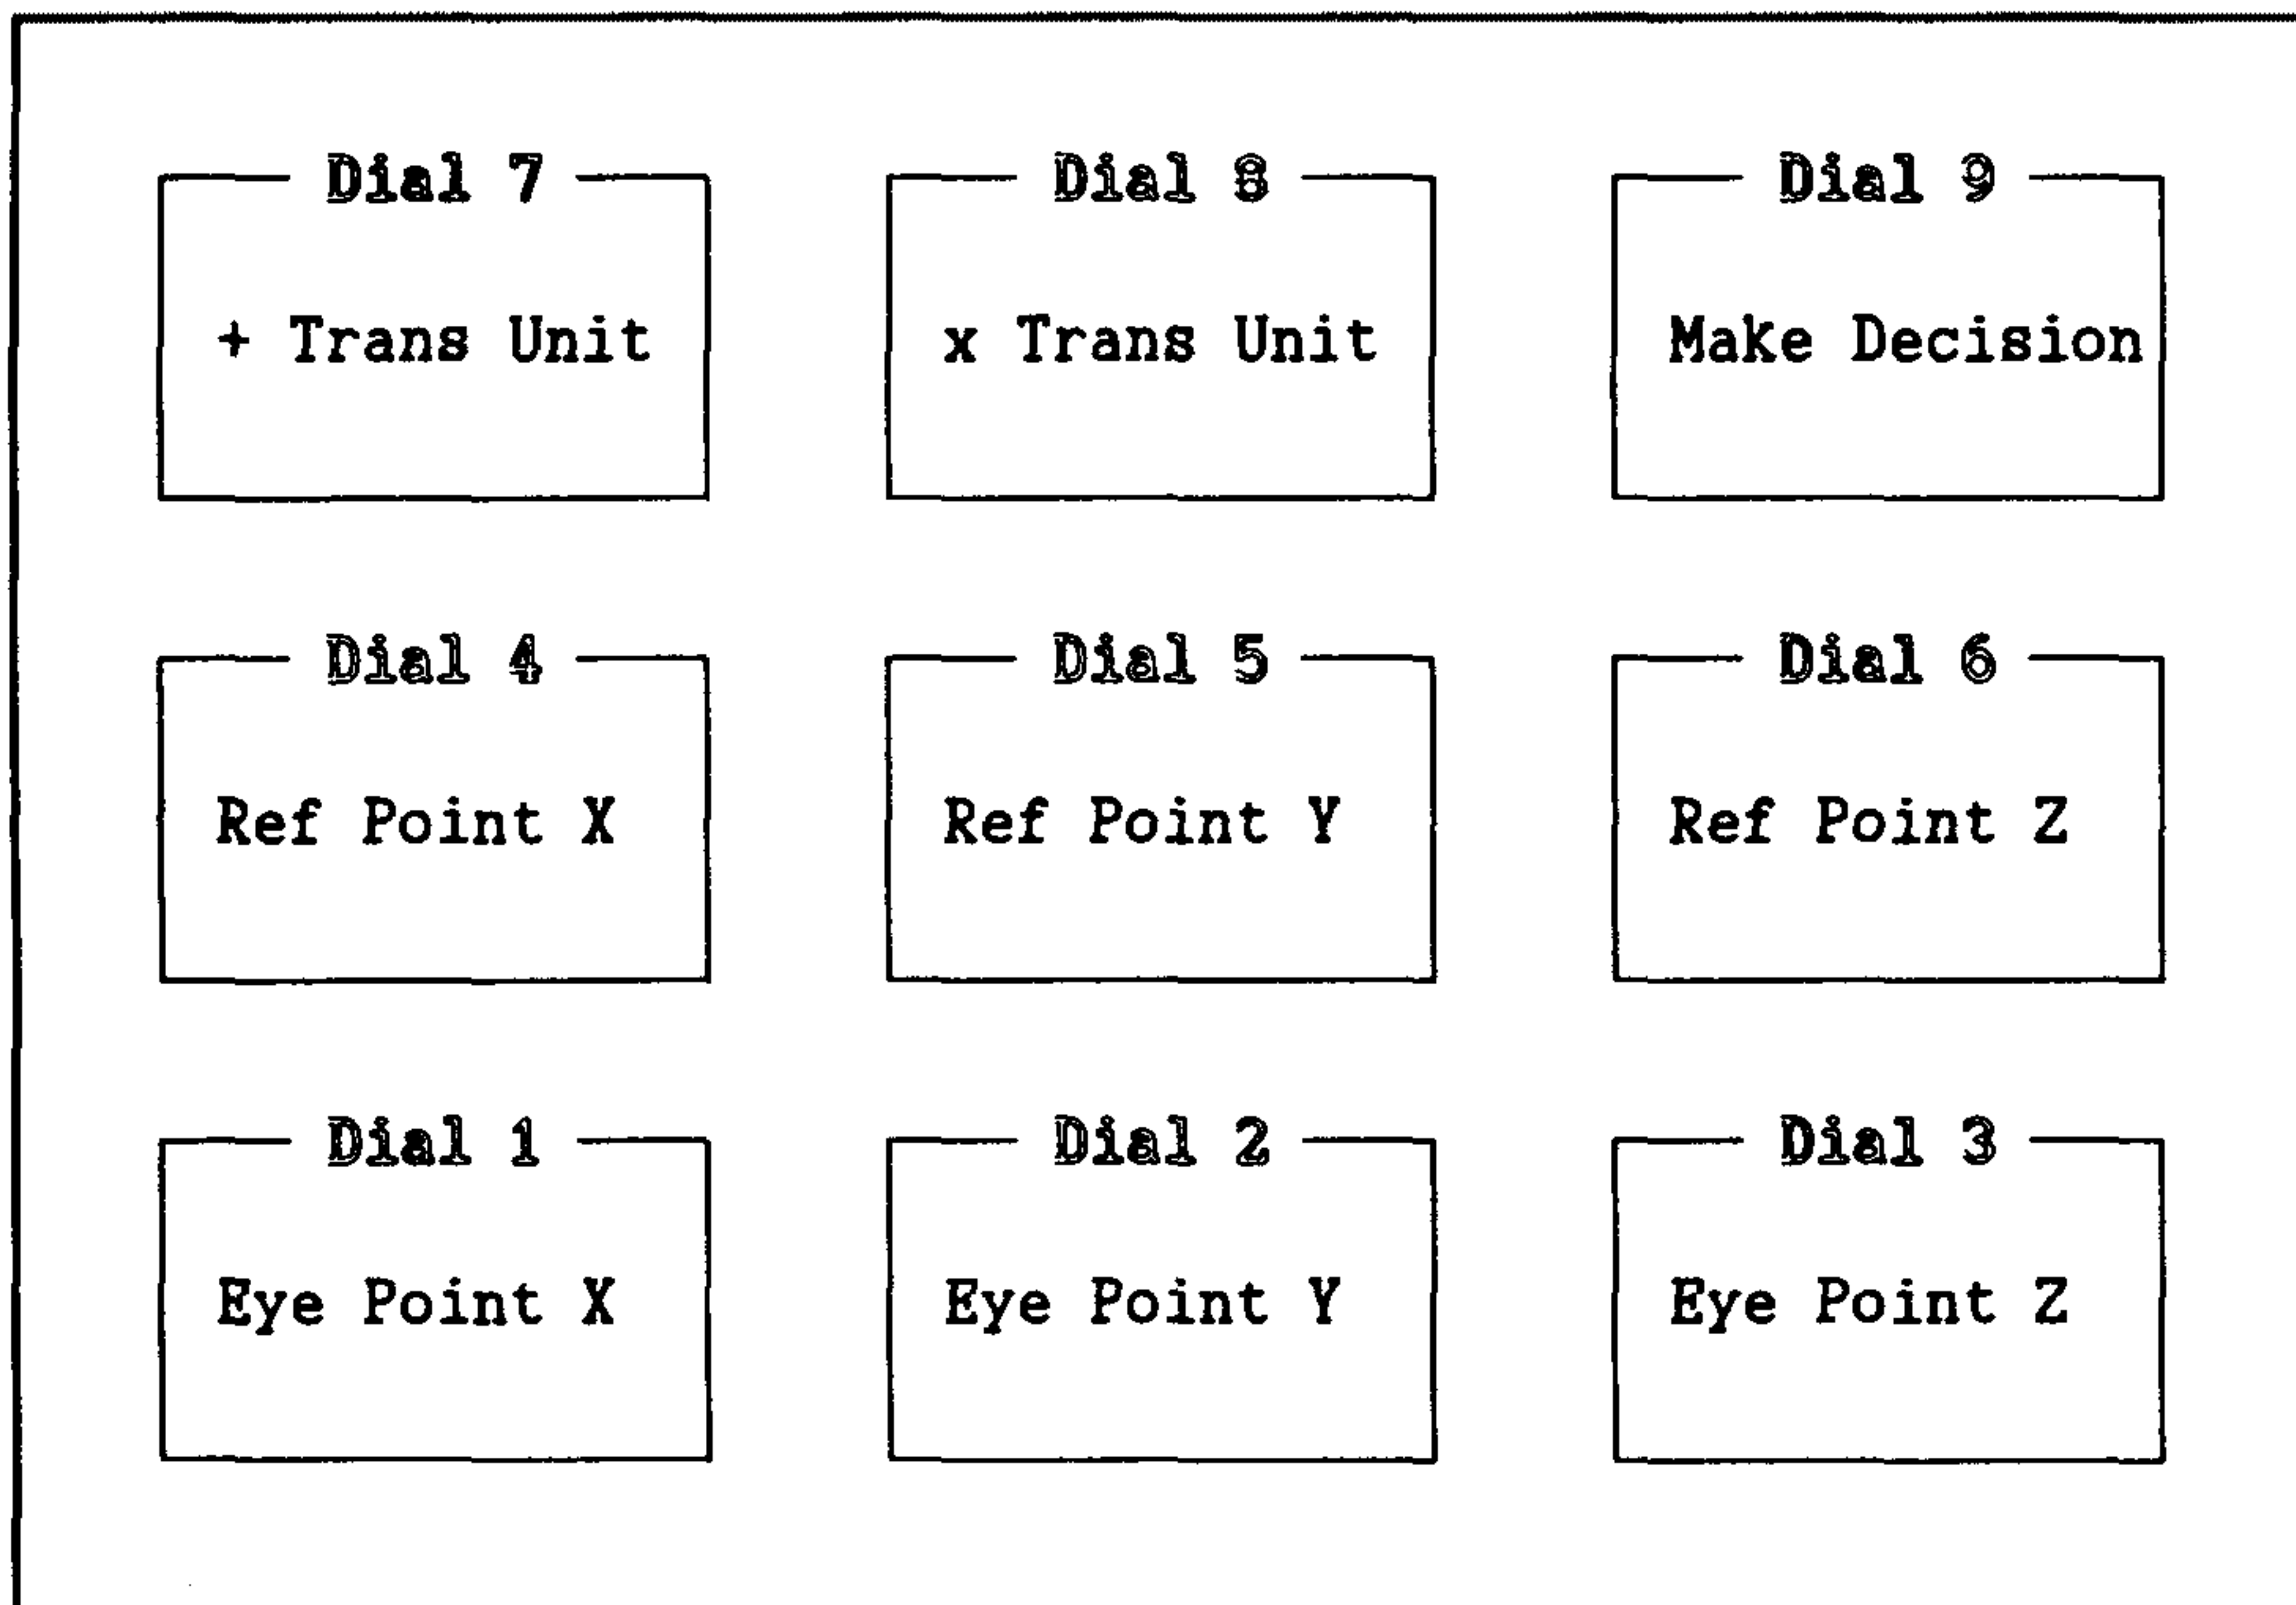 Dial 7 Dial 8 Dial 9
+ Trans Unit x Trans Unit Make Decision
Dial 4 Dial 5 Dial 6
Ref Point X Ref Point Y Ref Point Z
Dial 1 Dial 2 Dial 3
Eye Point X Eye Point Y Eye Point Z